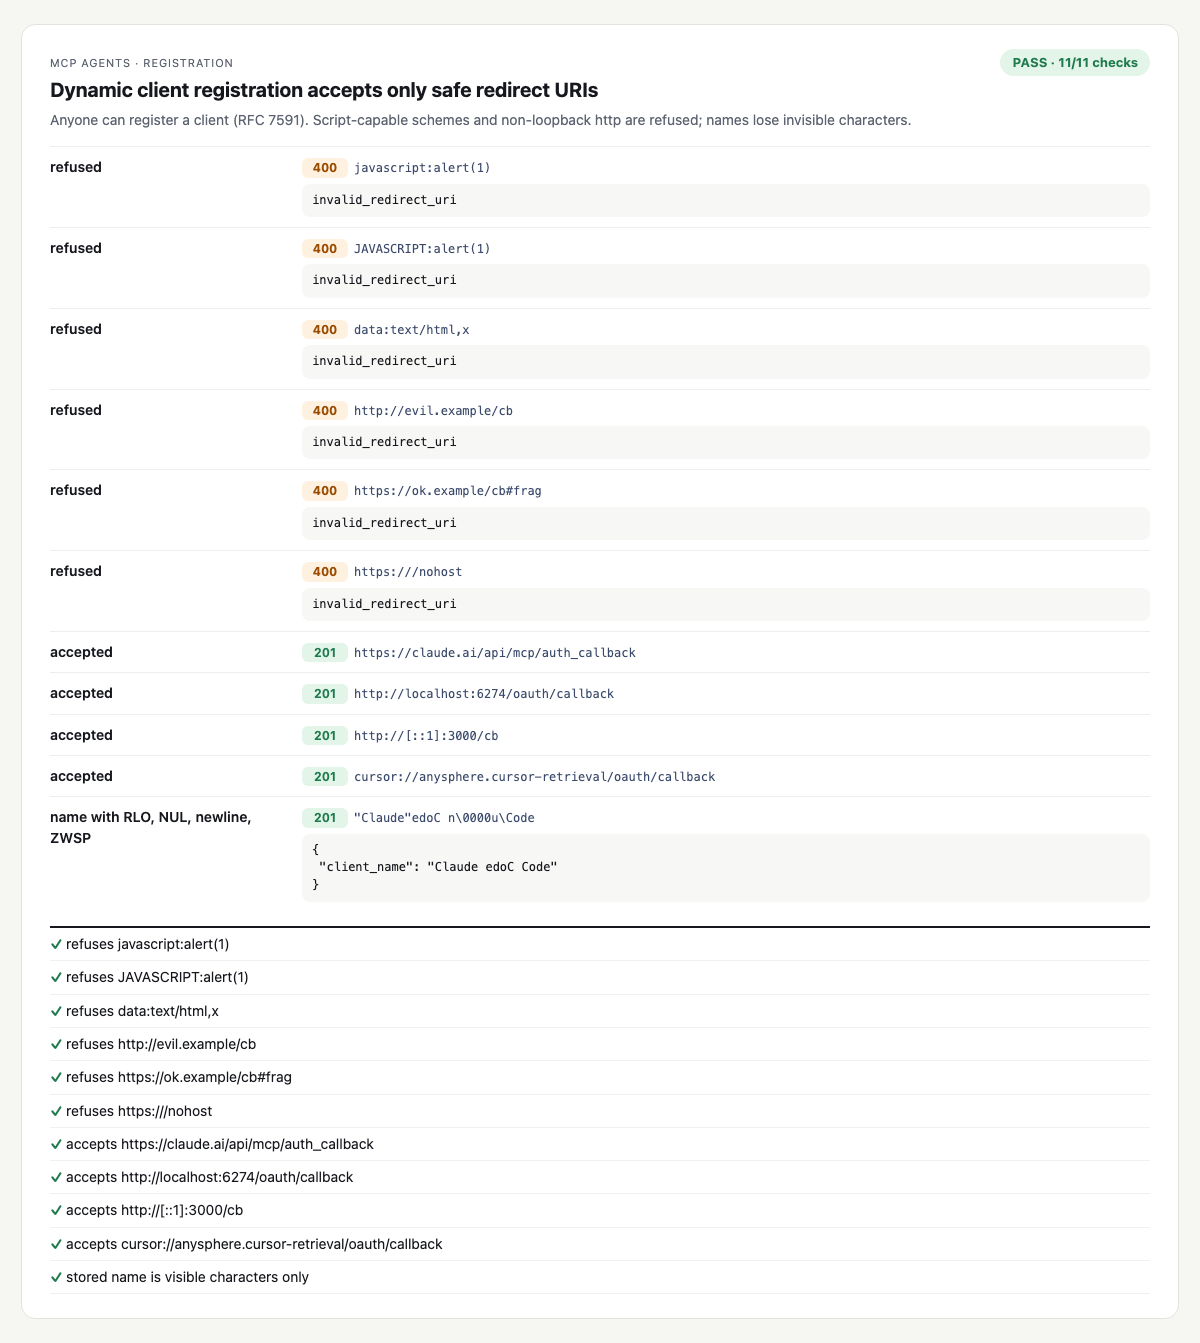 MCP AGENTS · REGISTRATION
PASS · 11/11 checks
Dynamic client registration accepts only safe redirect URIs
Anyone can register a client (RFC 7591). Script-capable schemes and non-loopback http are refused; names lose invisible characters.
refused
400 javascript:alert(1)
invalid_redirect_uri
refused
400 JAVASCRIPT:alert(1)
invalid_redirect_uri
refused
400 data:text/html,x
invalid_redirect_uri
refused
400 http://evil.example/cb
invalid_redirect_uri
refused
400 https://ok.example/cb#frag
invalid_redirect_uri
refused
400 https:///nohost
invalid_redirect_uri
accepted
201 https://claude.ai/api/mcp/auth_callback
accepted
201 http://localhost:6274/oauth/callback
accepted
201 http://[::1]:3000/cb
accepted
201 cursor://anysphere.cursor-retrieval/oauth/callback
name with RLO, NUL, newline,
ZWSP
201 "Claude"edoC n\0000u\Code
{
"client_name": "Claude edoC Code"
}
✓ refuses javascript:alert(1)
✓ refuses JAVASCRIPT:alert(1)
✓ refuses data:text/html,x
✓ refuses http://evil.example/cb
✓ refuses https://ok.example/cb#frag
✓ refuses https:///nohost
✓ accepts https://claude.ai/api/mcp/auth_callback
✓ accepts http://localhost:6274/oauth/callback
✓ accepts http://[::1]:3000/cb
✓ accepts cursor://anysphere.cursor-retrieval/oauth/callback
✓ stored name is visible characters only